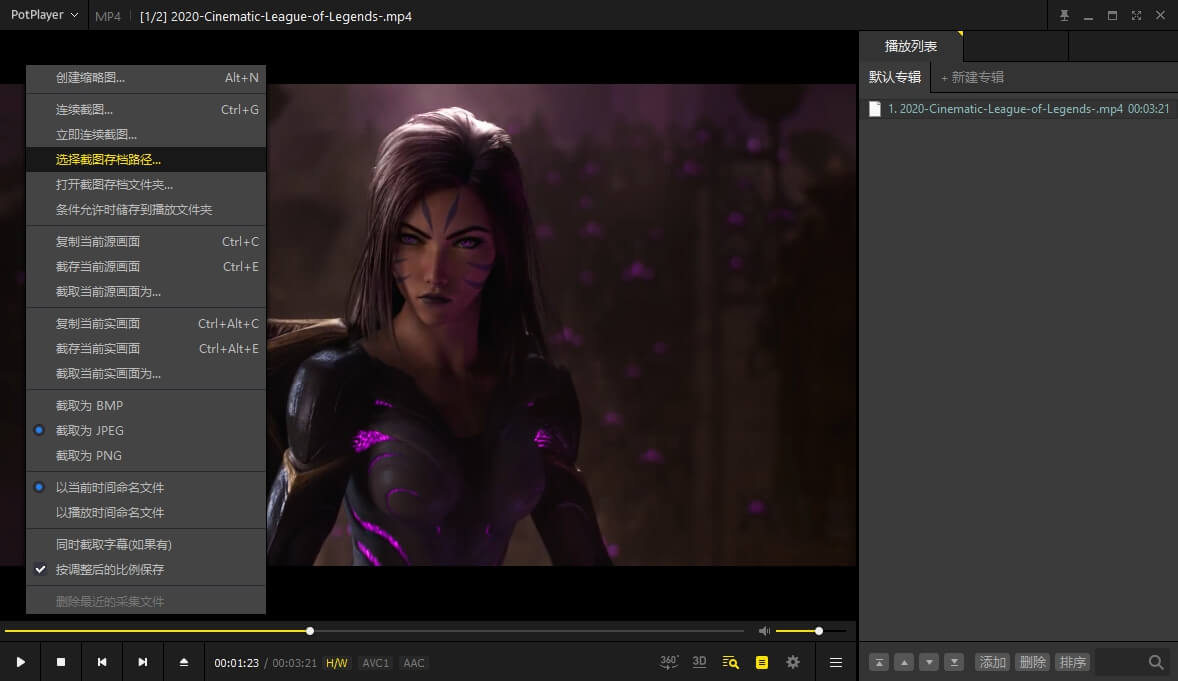 PotPlayer MP4 [1/2] 2020-Cinematic-League-of-Legends-.mp4
播放列表
默认专辑 + 新建专辑
1. 2020-Cinematic-League-of-Legends-.mp4 00:03:21
创建缩略图... Alt+N
连续截图... Ctrl+G
立即连续截图...
选择截图存档路径...
打开截图存档文件夹...
条件允许时储存到播放文件夹
复制当前源画面 Ctrl+C
截存当前源画面 Ctrl+E
截取当前源画面为...
复制当前实画面 Ctrl+Alt+C
截存当前实画面 Ctrl+Alt+E
截取当前实画面为...
截取为 BMP
截取为 JPEG
截取为 PNG
以当前时间命名文件
以播放时间命名文件
同时截取字幕(如果有)
按调整后的比例保存
删除最近的采集文件
00:01:23 / 00:03:21 H/W AVC1 AAC 360° 3D 添加 删除 排序